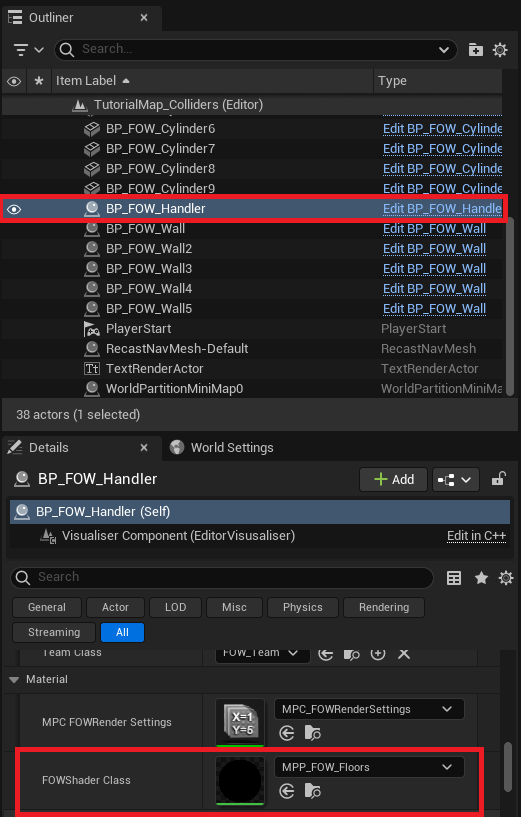 Outliner
Search...
Item Label Type
TutorialMap_Colliders (Editor)
BP_FOW_Cylinder6 Edit BP_FOW_Cylinde
BP_FOW_Cylinder7 Edit BP_FOW_Cylinde
BP_FOW_Cylinder8 Edit BP_FOW_Cylinde
BP_FOW_Cylinder9 Edit BP_FOW_Cylinde
BP_FOW_Handler Edit BP_FOW_Handle
BP_FOW_Wall Edit BP_FOW_Wall
BP_FOW_Wall2 Edit BP_FOW_Wall
BP_FOW_Wall3 Edit BP_FOW_Wall
BP_FOW_Wall4 Edit BP_FOW_Wall
BP_FOW_Wall5 Edit BP_FOW_Wall
PlayerStart PlayerStart
RecastNavMesh-Default RecastNavMesh
Tt TextRenderActor TextRenderActor
WorldPartitionMiniMap0 WorldPartitionMiniMa
38 actors (1 selected)
Details World Settings
BP_FOW_Handler Add
BP_FOW_Handler (Self)
Visualiser Component (EditorVisusaliser) Edit in C++
Search
General Actor LOD Misc Physics Rendering
Streaming All
Team Class FOW_Team
Material
MPC FOWRender Settings X=1 Y=5 MPC_FOWRenderSettings
FOWShader Class MPP_FOW_Floors